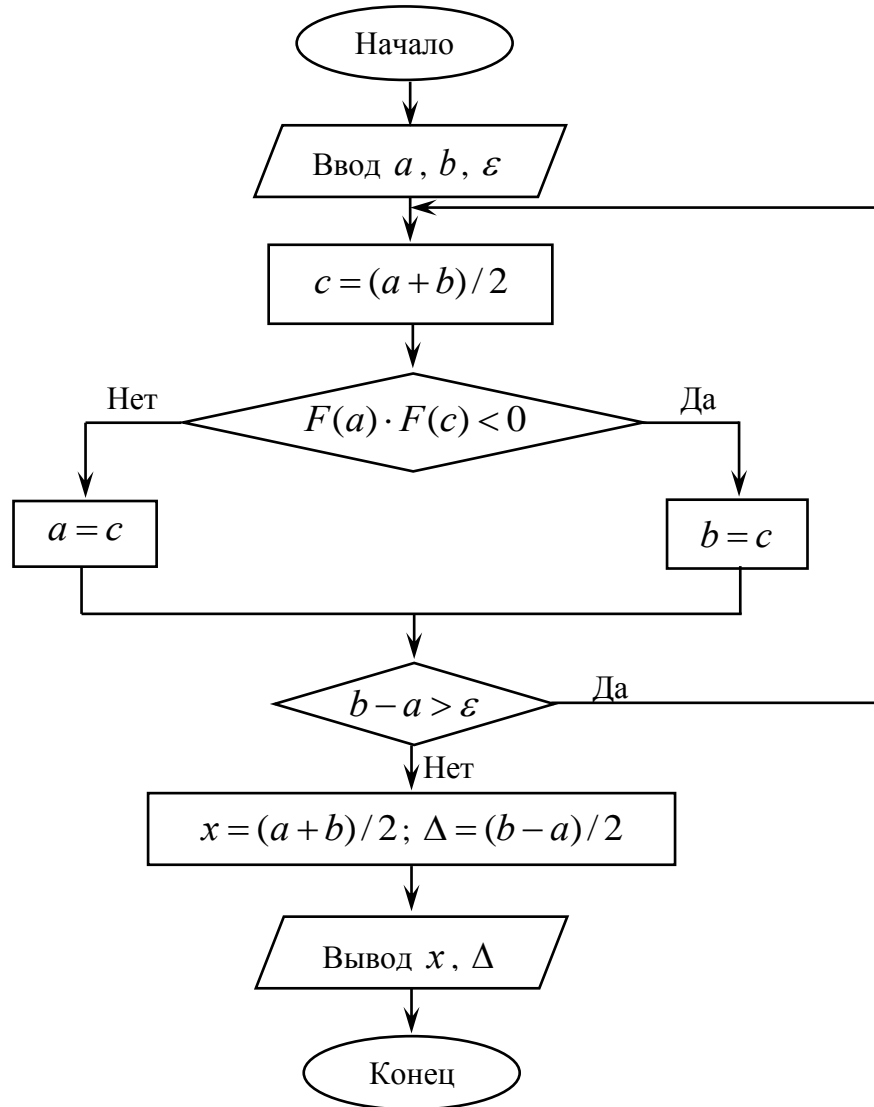 Начало
Ввод a, b, ε
c = (a + b) / 2
Нет
F(a) · F(c) < 0
Да
a = c
b = c
b − a > ε
Да
Нет
x = (a + b) / 2; Δ = (b − a) / 2
Вывод x, Δ
Конец